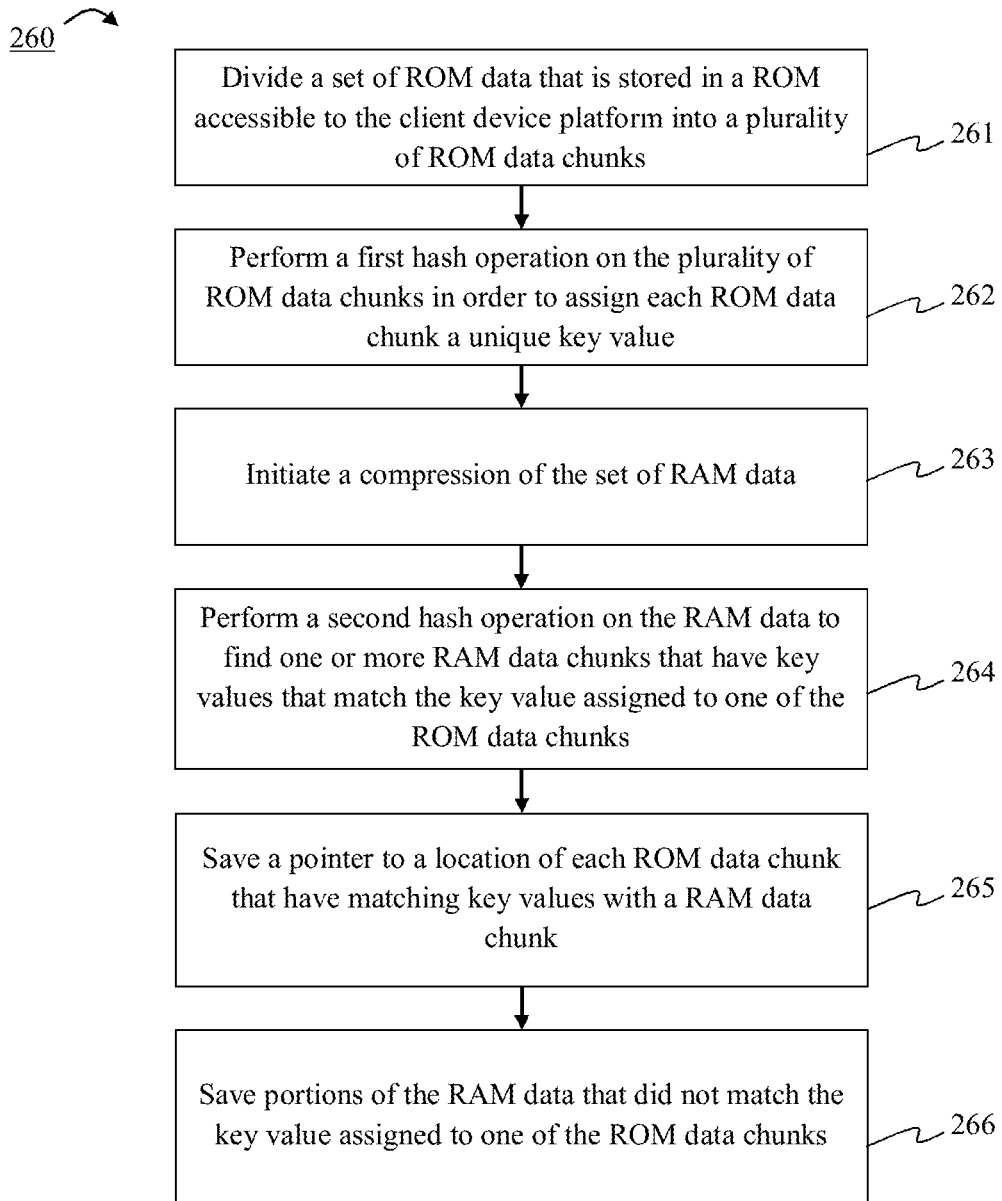 260
Divide a set of ROM data that is stored in a ROM
accessible to the client device platform into a plurality
of ROM data chunks
261
Perform a first hash operation on the plurality of
ROM data chunks in order to assign each ROM data
chunk a unique key value
262
Initiate a compression of the set of RAM data
263
Perform a second hash operation on the RAM data to
find one or more RAM data chunks that have key
values that match the key value assigned to one of the
ROM data chunks
264
Save a pointer to a location of each ROM data chunk
that have matching key values with a RAM data
chunk
265
Save portions of the RAM data that did not match the
key value assigned to one of the ROM data chunks
266